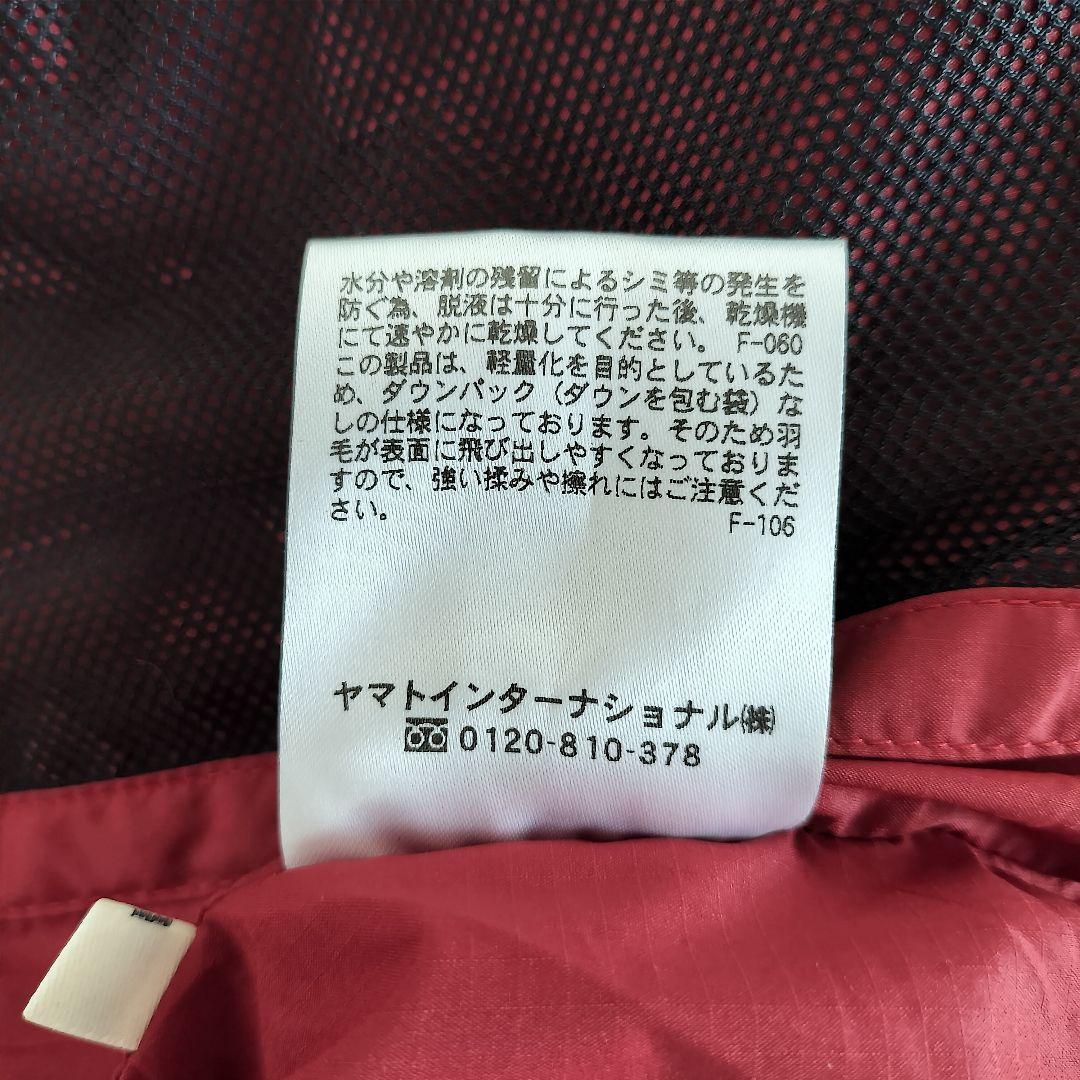 水分や溶剤の残留によるシミ等の発生を
防ぐ為、脱液は十分に行った後、乾燥機
にて速やかに乾燥してください。 F-060
この製品は、軽量化を目的としているた
め、ダウンパック（ダウンを包む袋）な
しの仕様になっております。そのため羽
毛が表面に飛び出しやすくなっておりま
すので、強い揉みや擦れにはご注意くだ
さい。 F-106
ヤマトインターナショナル㈱
0120-810-378